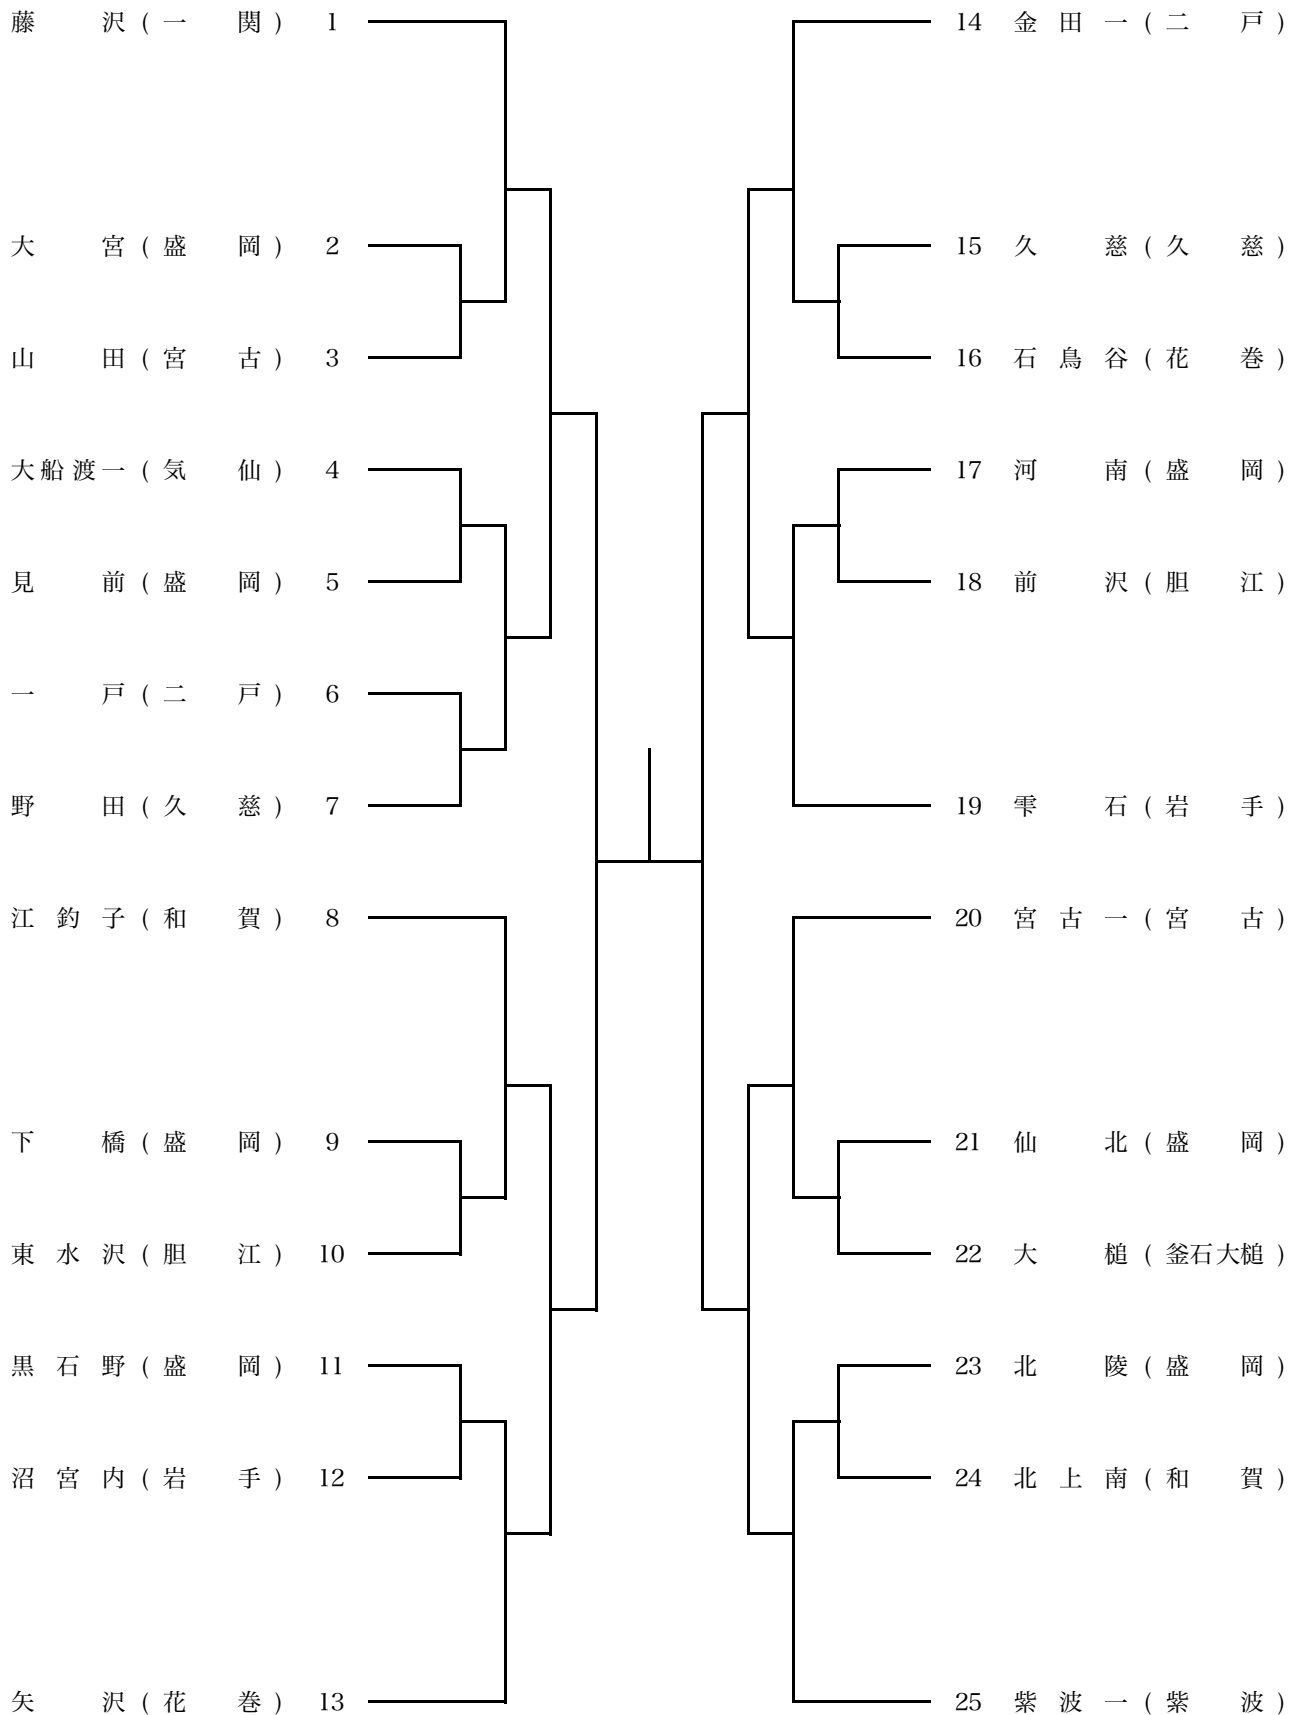 藤沢(一関) 1
大宮(盛岡) 2
山田(宮古) 3
大船渡一(気仙) 4
見前(盛岡) 5
一戸(二戸) 6
野田(久慈) 7
江釣子(和賀) 8
下橋(盛岡) 9
東水沢(胆江) 10
黒石野(盛岡) 11
沼宮内(岩手) 12
矢沢(花巻) 13
14 金田一(二戸)
15 久慈(久慈)
16 石鳥谷(花巻)
17 河南(盛岡)
18 前沢(胆江)
19 雫石(岩手)
20 宮古一(宮古)
21 仙北(盛岡)
22 大槌(釜石大槌)
23 北陵(盛岡)
24 北上南(和賀)
25 紫波一(紫波)